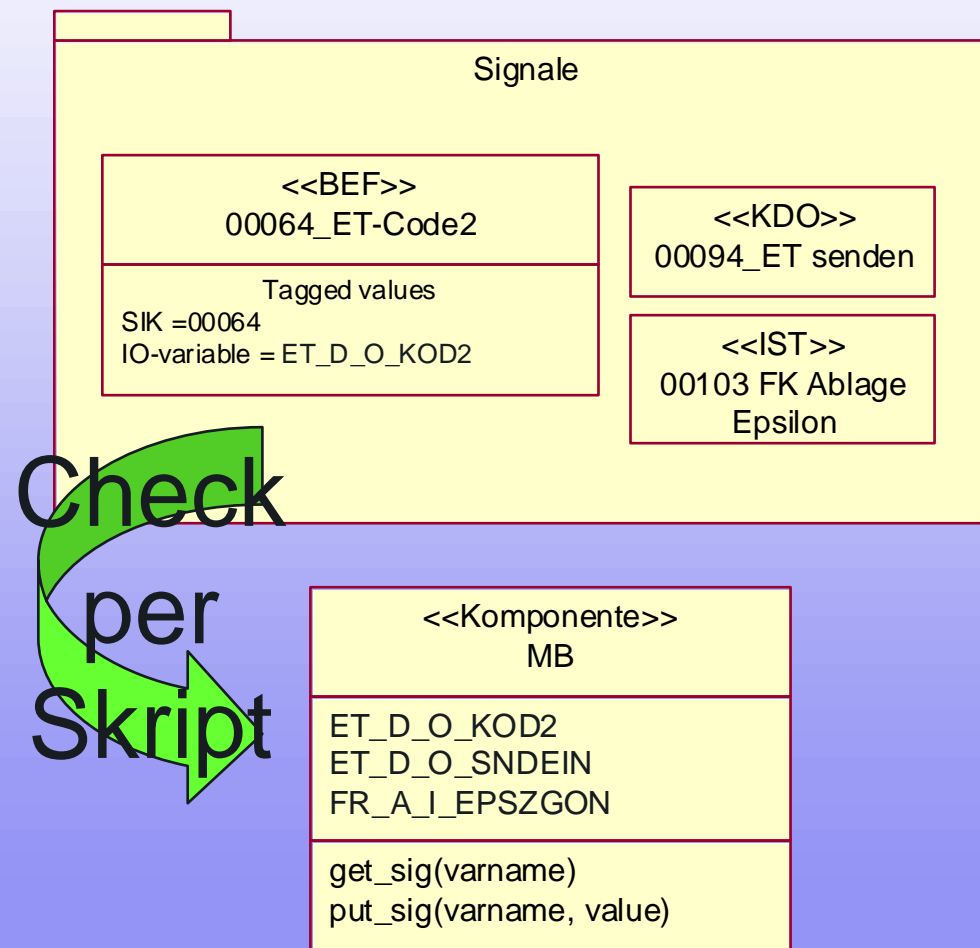 Signale
<<BEF>>
00064_ET-Code2
Tagged values
SIK =00064
IO-variable = ET_D_O_KOD2
<<KDO>>
00094_ET senden
<<IST>>
00103 FK Ablage
Epsilon
Check
per
Skript
<<Komponente>>
MB
ET_D_O_KOD2
ET_D_O_SNDEIN
FR_A_I_EPSZGON
get_sig(varname)
put_sig(varname, value)